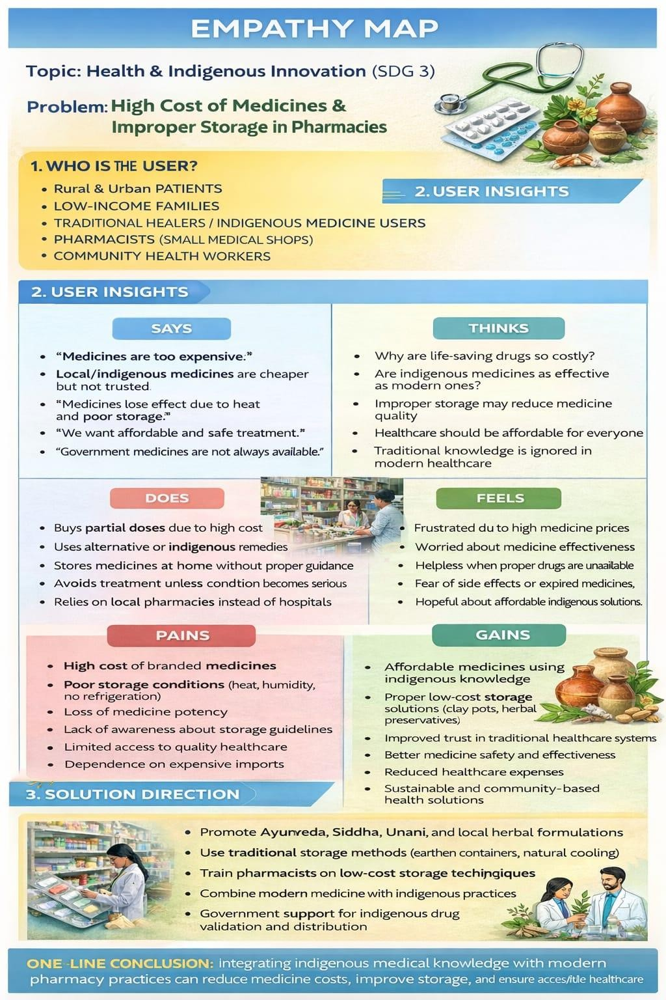 EMPATHY MAP
Topic: Health & Indigenous Innovation (SDG 3)
Problem: High Cost of Medicines &
Improper Storage in Pharmacies
1. WHO IS THE USER?
• Rural & Urban PATIENTS
• LOW-INCOME FAMILIES
• TRADITIONAL HEALERS / INDIGENOUS MEDICINE USERS
• PHARMACISTS (SMALL MEDICAL SHOPS)
• COMMUNITY HEALTH WORKERS
2. USER INSIGHTS
2. USER INSIGHTS
SAYS
• “Medicines are too expensive.”
• Local/indigenous medicines are cheaper
but not trusted.
• “Medicines lose effect due to heat
and poor storage.”
• “We want affordable and safe treatment.”
• “Government medicines are not always available.”
THINKS
• Why are life-saving drugs so costly?
• Are indigenous medicines as effective
as modern ones?
• Improper storage may reduce medicine
quality
• Healthcare should be affordable for everyone
• Traditional knowledge is ignored in
modern healthcare
DOES
• Buys partial doses due to high cost
• Uses alternative or indigenous remedies
• Stores medicines at home without proper guidance
• Avoids treatment unless condtion becomes serious
• Relies on local pharmacies instead of hospitals
FEELS
• Frustrated du to high medicine prices
• Worried about medicine effectiveness
• Helpless when proper drugs are
• Fear of side effects or expired medicines,
• Hopeful about affordable indigenous solutions.
PAINS
• High cost of branded medicines
• Poor storage conditions (heat, humidity,
no refrigeration)
• Loss of medicine potency
• Lack of awareness about storage guidelines
• Limited access to quality healthcare
• Dependence on expensive imports
GAINS
• Affordable medicines using
indigenous knowledge
• Proper low-cost storage
solutions (clay pots, herbal
preservatives)
• Improved trust in traditional healthcare systems
• Better medicine safety and effectiveness
• Reduced healthcare expenses
• Sustainable and community-based
health solutions
3. SOLUTION DIRECTION
• Promote Ayurveda, Siddha, Unani, and local herbal formulations
• Use traditional storage methods (earthen containers, natural cooling)
• Train pharmacists on low-cost storage
• Combine modern medicine with indigenous practices
• Government support for indigenous drug
validation and distribution
ONE-LINE CONCLUSION: integrating indigenous medical knowledge with modern
pharmacy practices can reduce medicine costs, improve storage, and ensure healthcare